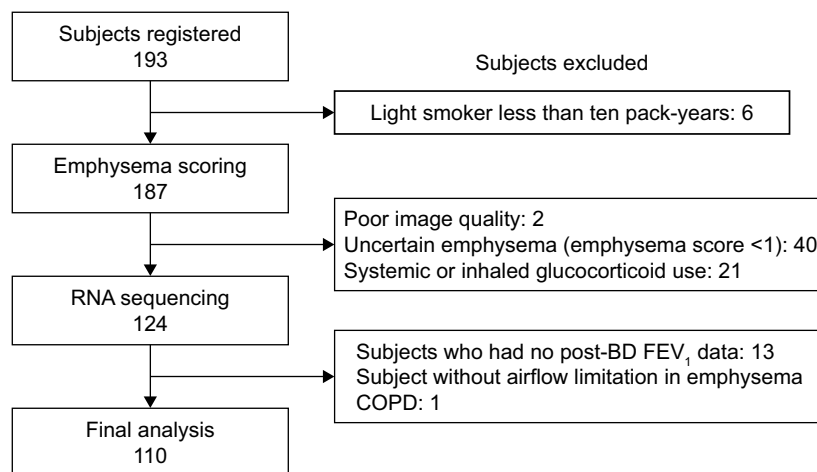 Subjects registered
193
Subjects excluded
Light smoker less than ten pack-years: 6
Emphysema scoring
187
Poor image quality: 2
Uncertain emphysema (emphysema score <1): 40
Systemic or inhaled glucocorticoid use: 21
RNA sequencing
124
Subjects who had no post-BD FEV₁ data: 13
Subject without airflow limitation in emphysema
COPD: 1
Final analysis
110